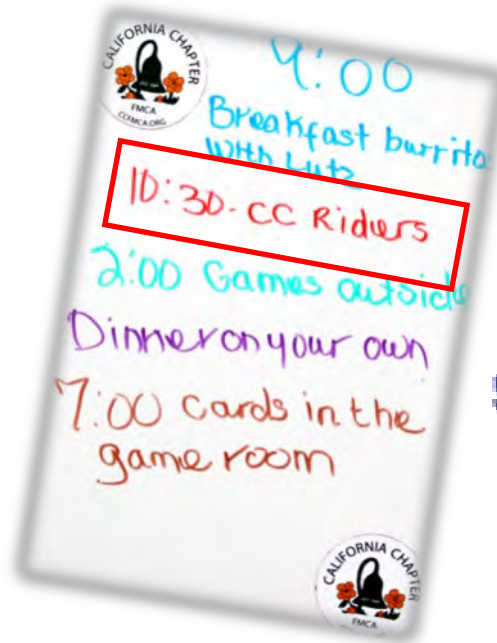 CALIFORNIA CHAPTER
FMCA
CCFMCA.ORG
9:00
Breakfast burrito
With Lutz
10:30-CC Riders
2:00 Games outside
Dinner on your own
7:00 cards in the
game room
CALIFORNIA CHAPTER
FMCA